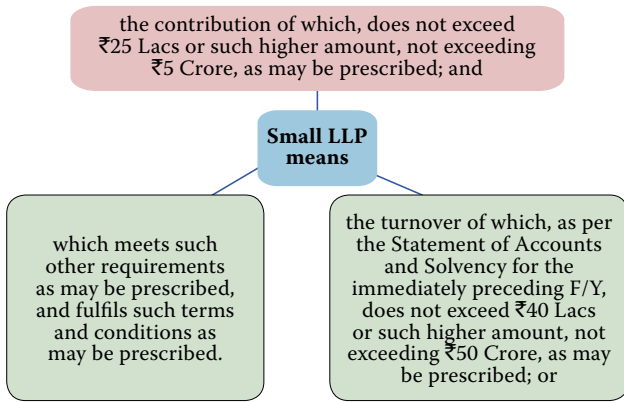 the contribution of which, does not exceed
₹25 Lacs or such higher amount, not exceeding
₹5 Crore, as may be prescribed; and
Small LLP
means
which meets such
other requirements
as may be prescribed,
and fulfils such terms
and conditions as
may be prescribed.
the turnover of which, as per
the Statement of Accounts
and Solvency for the
immediately preceding F/Y,
does not exceed ₹40 Lacs
or such higher amount, not
exceeding ₹50 Crore, as may
be prescribed; or